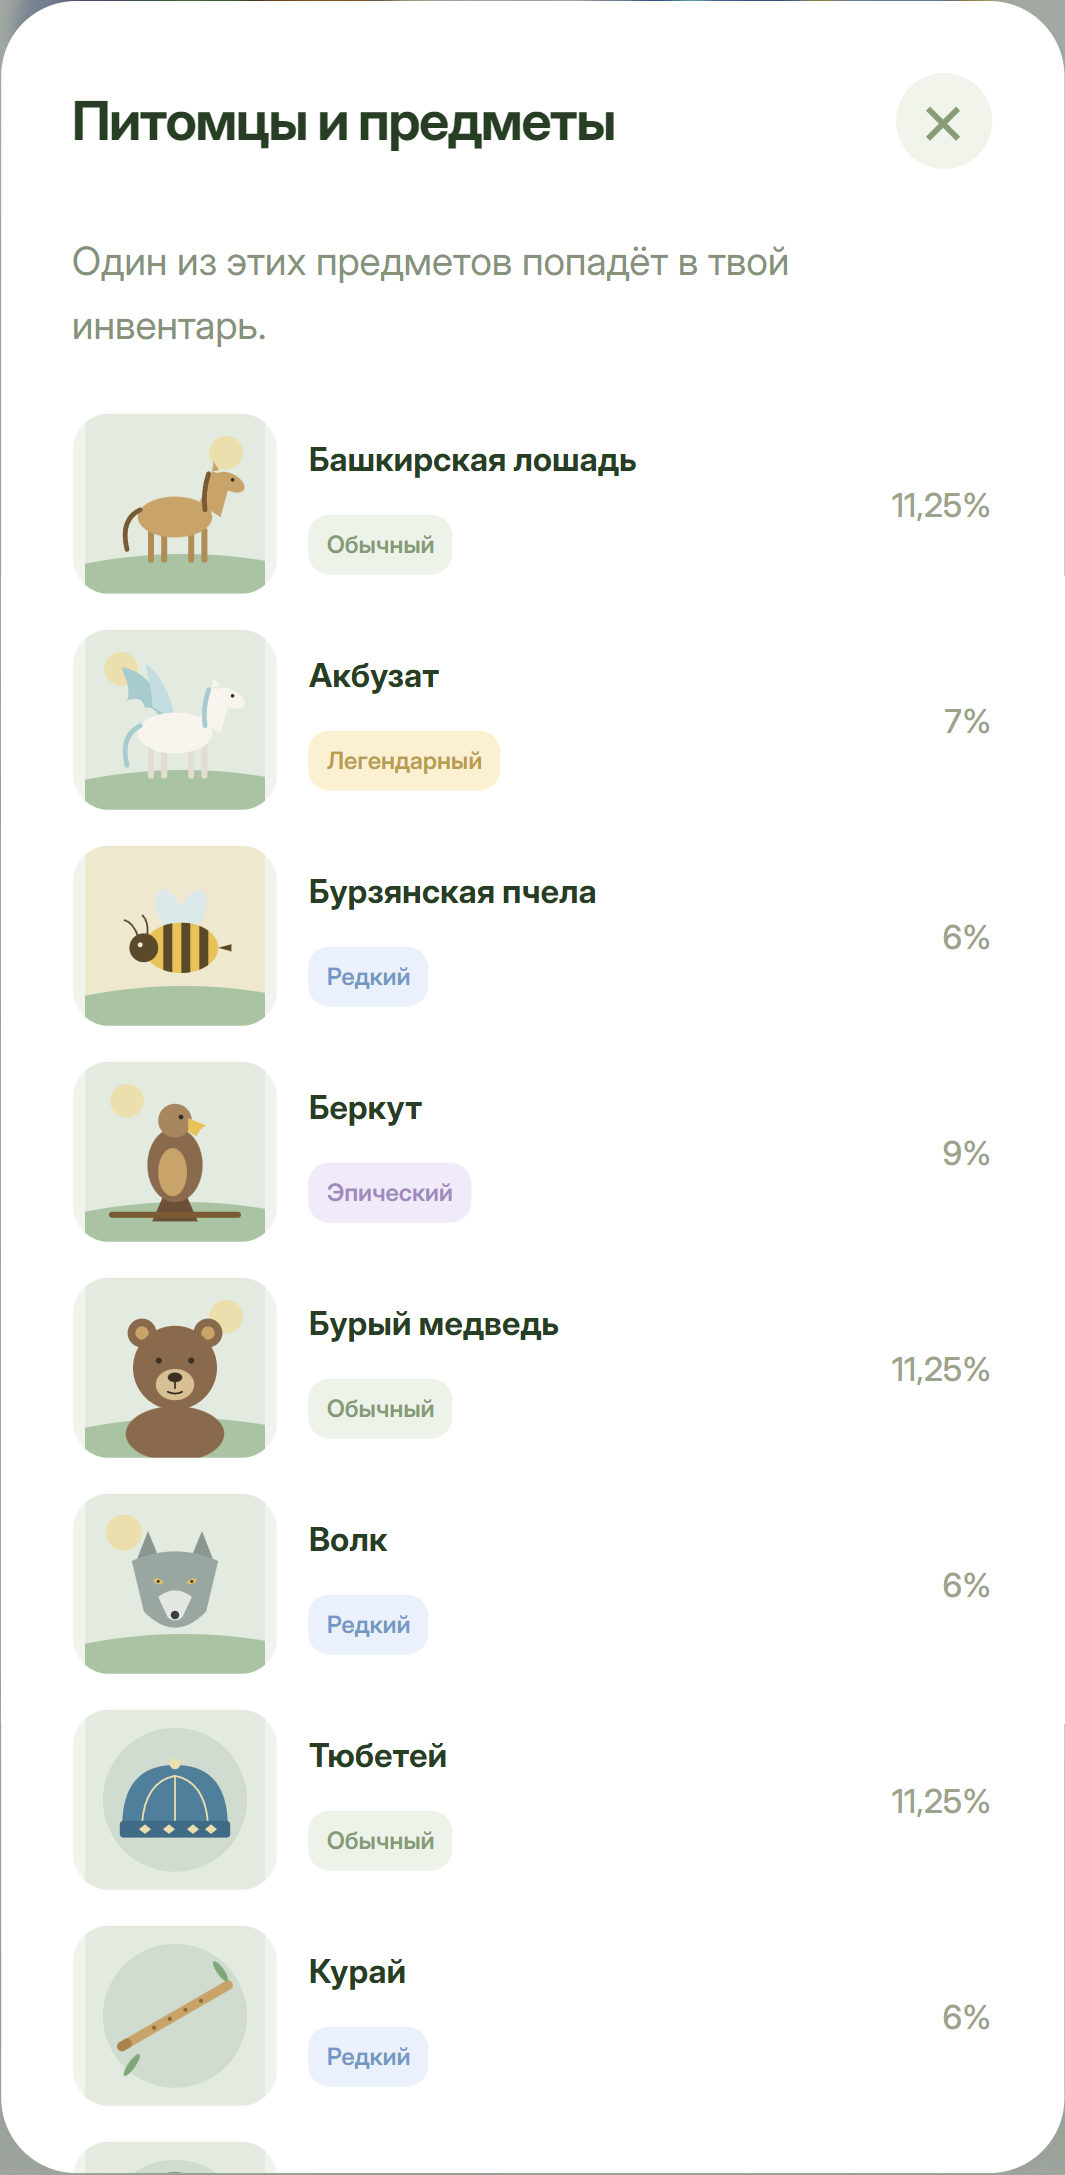 Питомцы и предметы
Один из этих предметов попадёт в твой
инвентарь.
Башкирская лошадь
Обычный
11,25%
Акбузат
Легендарный
7%
Бурзянская пчела
Редкий
6%
Беркут
Эпический
9%
Бурый медведь
Обычный
11,25%
Волк
Редкий
6%
Тюбетей
Обычный
11,25%
Курай
Редкий
6%